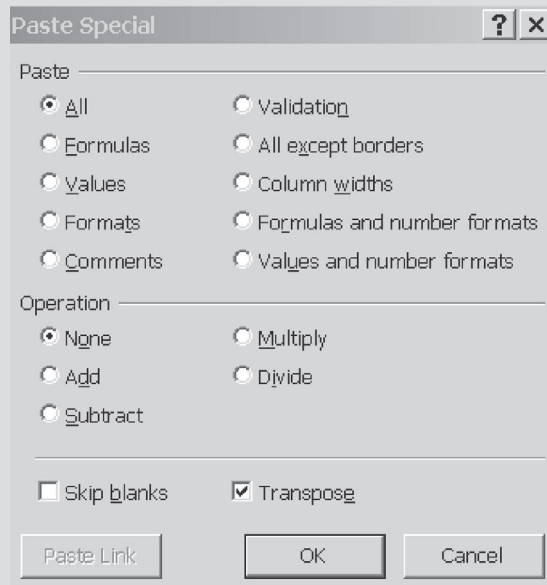 Paste Special
Paste
All
Validation
Formulas
All except borders
Values
Column widths
Formats
Formulas and number formats
Comments
Values and number formats
Operation
None
Multiply
Add
Divide
Subtract
Skip blanks
Transpose
Paste Link
OK
Cancel